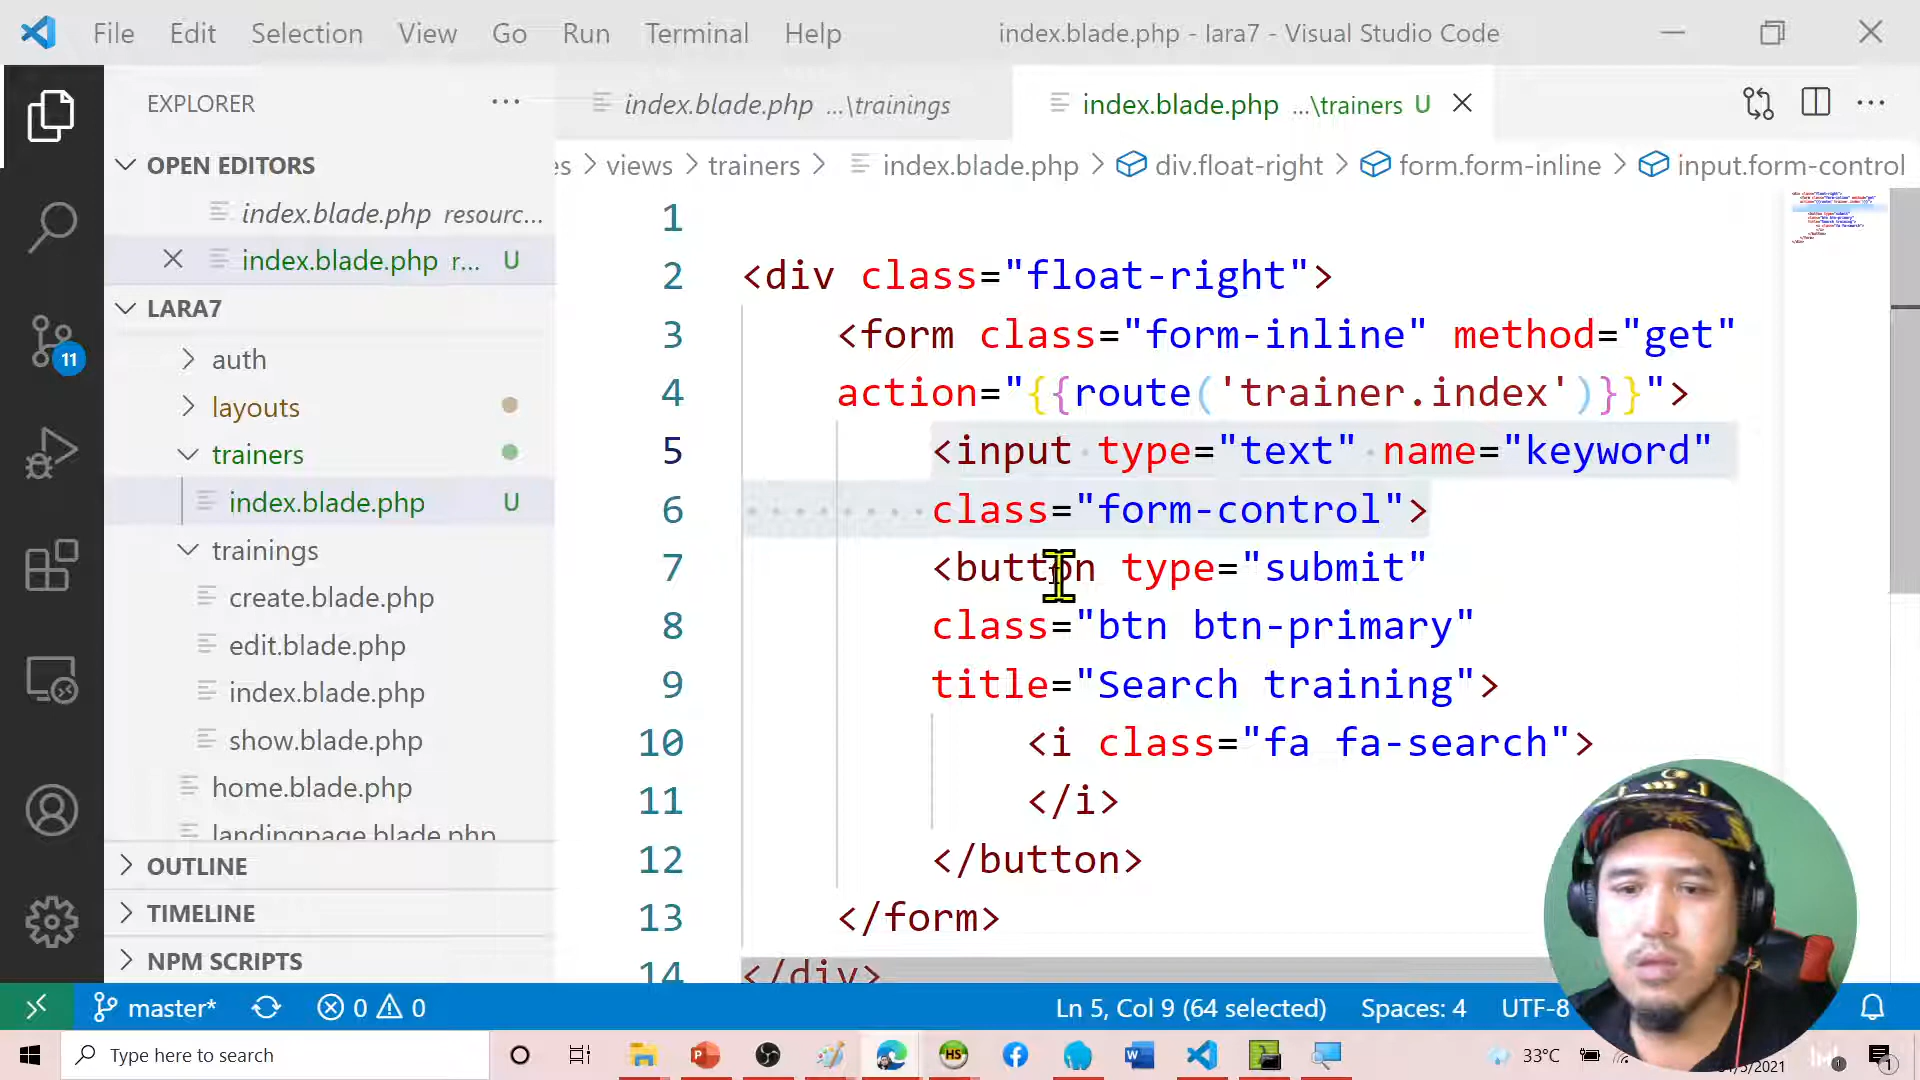 File Edit Selection View Go Run Terminal Help index.blade.php - lara7 - Visual Studio Code
EXPLORER ...
index.blade.php ...\trainings
index.blade.php ...\trainers U
OPEN EDITORS
index.blade.php resourc...
index.blade.php r... U
LARA7
auth
layouts
trainers
index.blade.php U
trainings
create.blade.php
edit.blade.php
index.blade.php
show.blade.php
home.blade.php
landingpage.blade.php
OUTLINE
TIMELINE
NPM SCRIPTS
es > views > trainers > index.blade.php > div.float-right > form.form-inline > input.form-control
1
2 <div class="float-right">
3 <form class="form-inline" method="get"
4 action="{{route('trainer.index')}}">
5 <input type="text" name="keyword"
6 class="form-control">
7 <button type="submit"
8 class="btn btn-primary"
9 title="Search training">
10 <i class="fa fa-search">
11 </i>
12 </button>
13 </form>
14 </div>
11
master* 0 0 Ln 5, Col 9 (64 selected) Spaces: 4 UTF-8
Type here to search
33°C
1